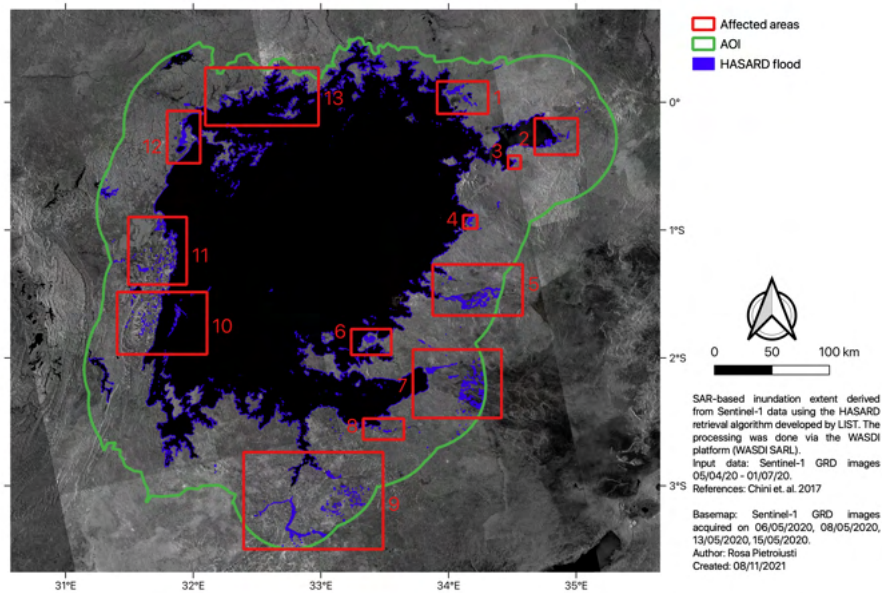 Affected areas
AOI
HASARD flood
13
1
2
12
3
4
11
5
10
6
7
8
9
0°
1°S
2°S
3°S
31°E
32°E
33°E
34°E
35°E
0 50 100 km
SAR-based inundation extent derived
from Sentinel-1 data using the HASARD
retrieval algorithm developed by LIST. The
processing was done via the WASDI
platform (WASDI SARL).
Input data: Sentinel-1 GRD images
05/04/20 - 01/07/20.
References: Chini et. al. 2017
Basemap: Sentinel-1 GRD images
acquired on 06/05/2020, 08/05/2020,
13/05/2020, 15/05/2020.
Author: Rosa Pietroiusti
Created: 08/11/2021